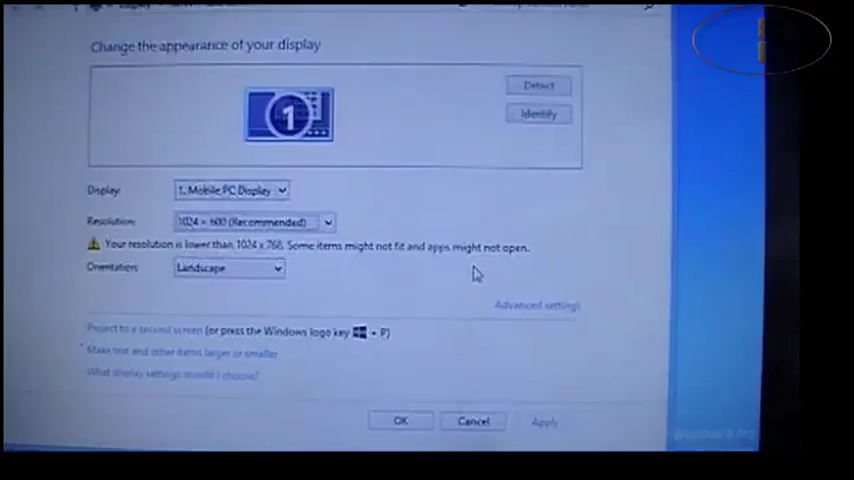 Display
Change the appearance of your display
1
Detect
Identify
Display: 1. Mobile PC Display
Resolution: 1024 × 600 (Recommended)
Your resolution is lower than 1024 x 768. Some items might not fit and apps might not open.
Orientation: Landscape
Advanced settings
Project to a second screen (or press the Windows logo key + P)
Make text and other items larger or smaller
What display settings should I choose?
OK Cancel Apply